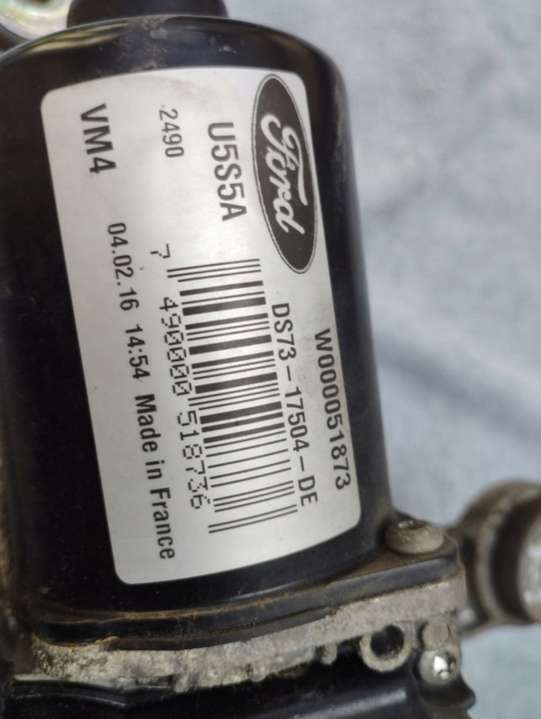 Ford
W000051873
U5S5A
DS73-17504-DE
2490
7 490000 518736
VM4
04.02.16 14:54 Made in France